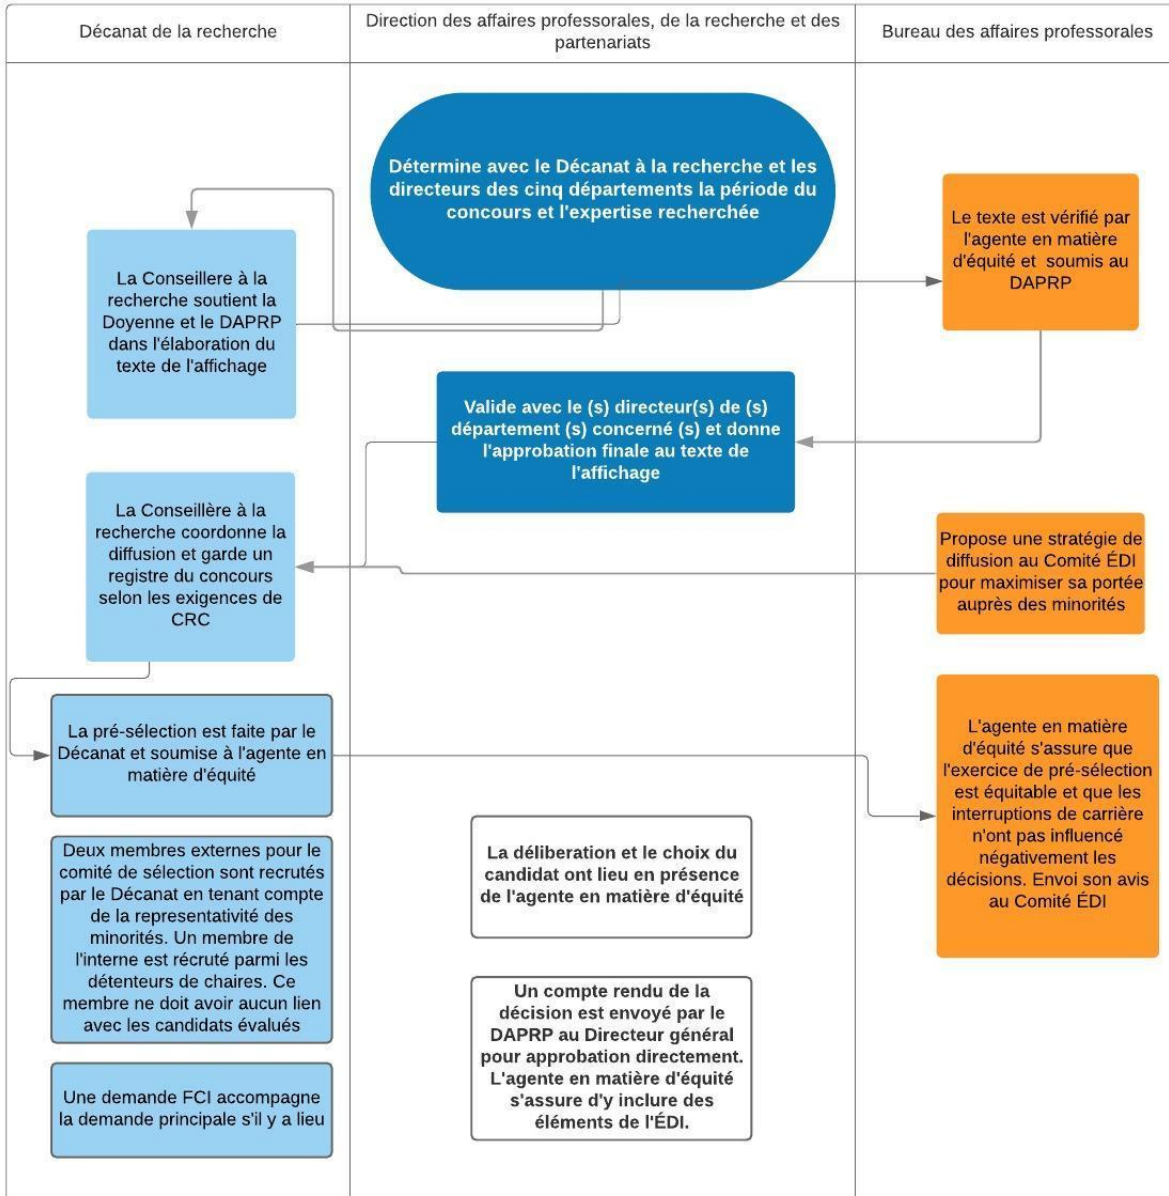 Décanat de la recherche
Direction des affaires professorales, de la recherche et des
partenariats
Bureau des affaires professorales
Détermine avec le Décanat à la recherche et les
directeurs des cinq départements la période du
concours et l'expertise recherchée
Le texte est vérifié par
l'agente en matière
d'équité et soumis au
DAPRP
La Conseillere à la
recherche soutient la
Doyenne et le DAPRP
dans l'élaboration du
texte de l'affichage
Valide avec le (s) directeur(s) de (s)
département (s) concerné (s) et donne
l'approbation finale au texte de
l'affichage
La Conseillère à la
recherche coordonne la
diffusion et garde un
registre du concours
selon les exigences de
CRC
Propose une stratégie de
diffusion au Comité ÉDI
pour maximiser sa portée
auprès des minorités
La pré-sélection est faite par le
Décanat et soumise à l'agente en
matière d'équité
L'agente en matière
d'équité s'assure que
l'exercice de pré-sélection
est équitable et que les
interruptions de carrière
n'ont pas influencé
négativement les
décisions. Envoi son avis
au Comité ÉDI
Deux membres externes pour le
comité de sélection sont recrutés
par le Décanat en tenant compte
de la representativité des
minorités. Un membre de
l'interne est récruté parmi les
détenteurs de chaires. Ce
membre ne doit avoir aucun lien
avec les candidats évalués
La déliberation et le choix du
candidat ont lieu en présence
de l'agente en matière d'équité
Un compte rendu de la
décision est envoyé par le
DAPRP au Directeur général
pour approbation directement.
L'agente en matière d'équité
s'assure d'y inclure des
éléments de l'ÉDI.
Une demande FCI accompagne
la demande principale s'il y a lieu